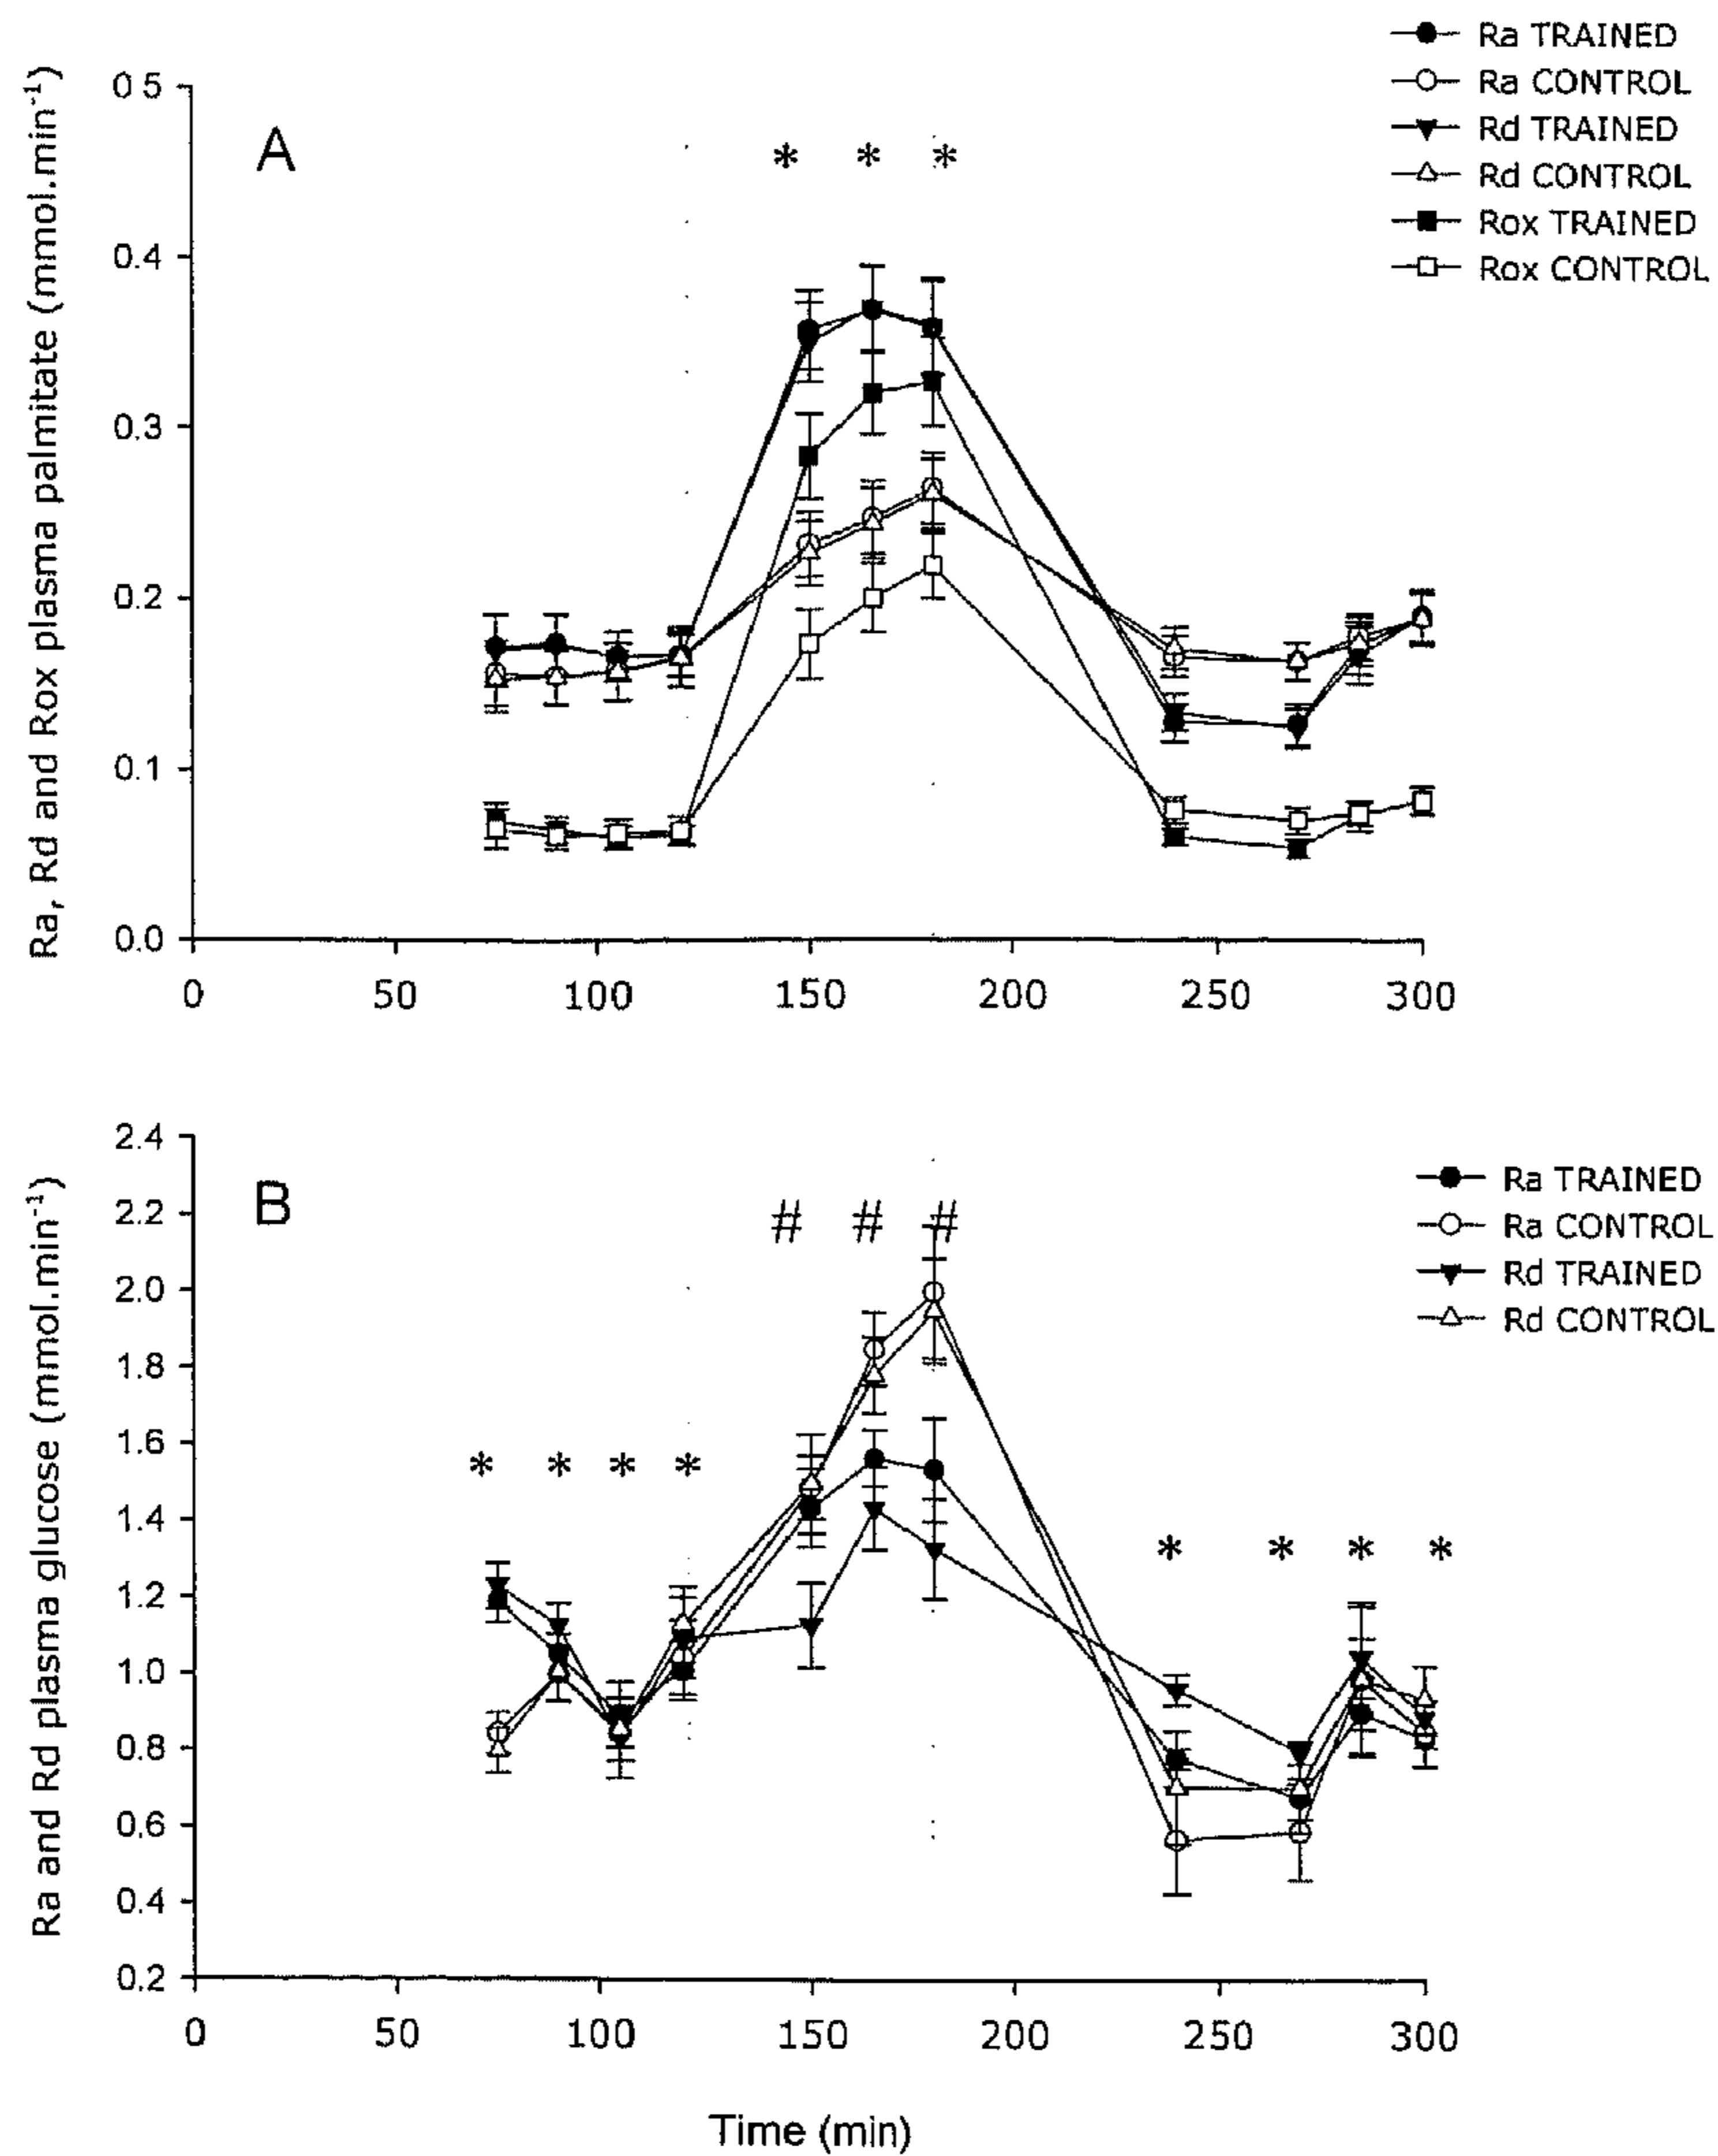 Ra TRAINED
Ra CONTROL
Rd TRAINED
Rd CONTROL
Rox TRAINED
Rox CONTROL
A
* * *
Ra, Rd and Rox plasma palmitate (mmol.min⁻¹)
0 5
0.4
0.3
0.2
0.1
0.0
0 50 100 150 200 250 300
Ra TRAINED
Ra CONTROL
Rd TRAINED
Rd CONTROL
B
# # #
* * * *
* * * *
Ra and Rd plasma glucose (mmol.min⁻¹)
2.4
2.2
2.0
1.8
1.6
1.4
1.2
1.0
0.8
0.6
0.4
0.2
0 50 100 150 200 250 300
Time (min)